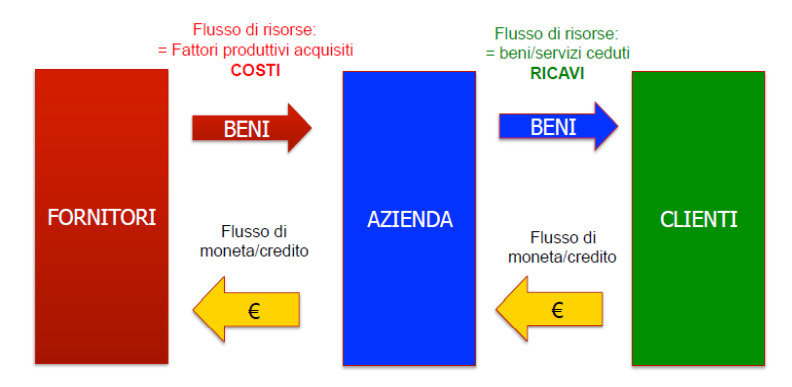 Flusso di risorse:
= Fattori produttivi acquisiti
COSTI
Flusso di risorse:
= beni/servizi ceduti
RICAVI
BENI
BENI
FORNITORI
AZIENDA
CLIENTI
Flusso di
moneta/credito
Flusso di
moneta/credito
€
€